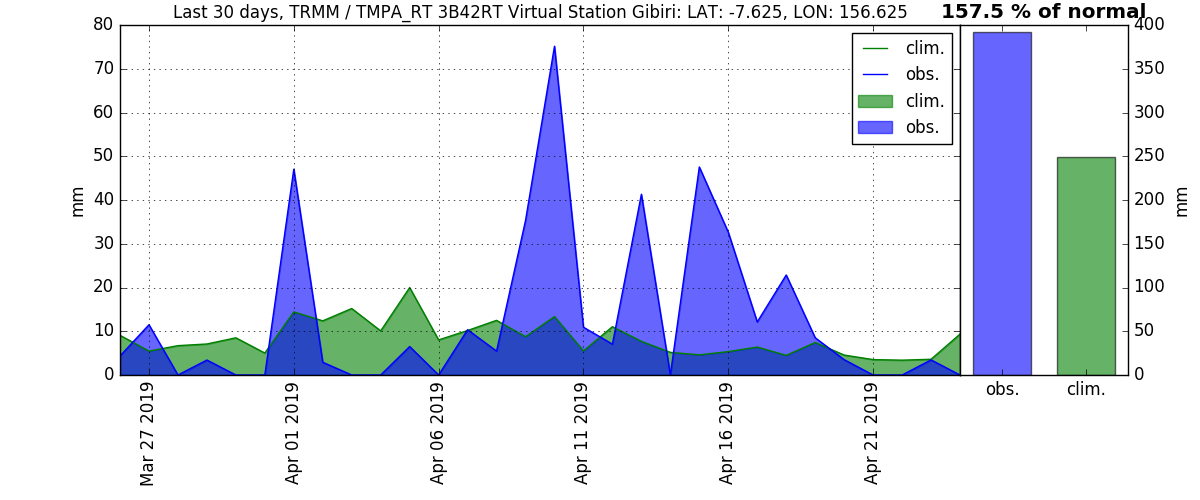 Last 30 days, TRMM / TMPA_RT 3B42RT Virtual Station Gibiri: LAT: -7.625, LON: 156.625
157.5 % of normal
80
70
60
50
40
30
20
10
0
mm
clim.
obs.
clim.
obs.
Mar 27 2019
Apr 01 2019
Apr 06 2019
Apr 11 2019
Apr 16 2019
Apr 21 2019
400
350
300
250
200
150
100
50
0
mm
obs.
clim.